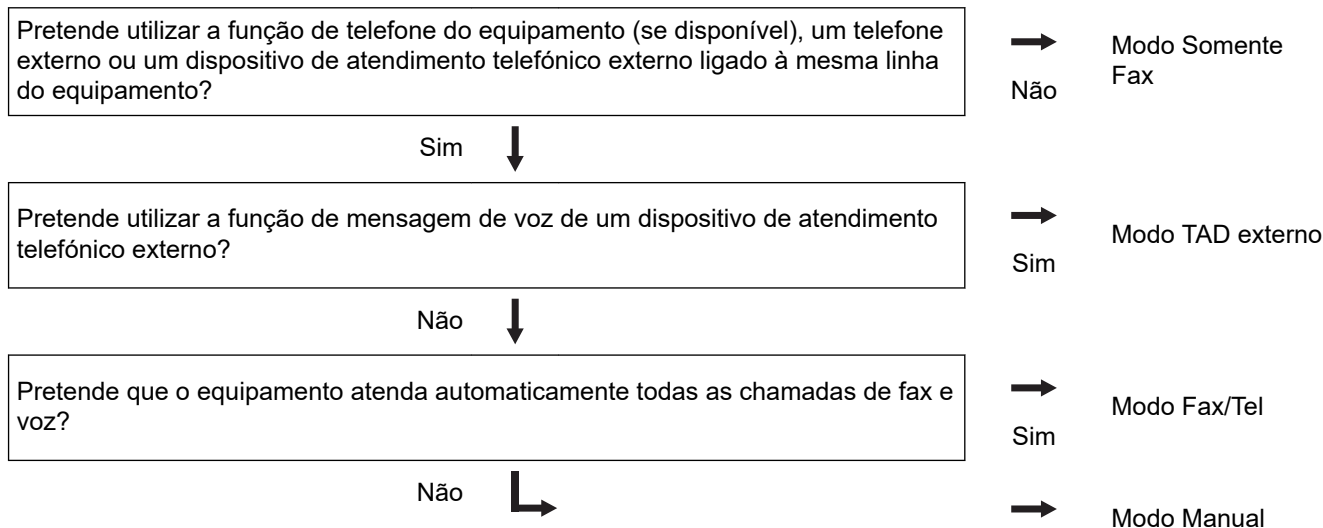 Pretende utilizar a função de telefone do equipamento (se disponível), um telefone
externo ou um dispositivo de atendimento telefónico externo ligado à mesma linha
do equipamento?
Não
Modo Somente
Fax
Sim
Pretende utilizar a função de mensagem de voz de um dispositivo de atendimento
telefónico externo?
Sim
Modo TAD externo
Não
Pretende que o equipamento atenda automaticamente todas as chamadas de fax e
voz?
Sim
Modo Fax/Tel
Não
Modo Manual